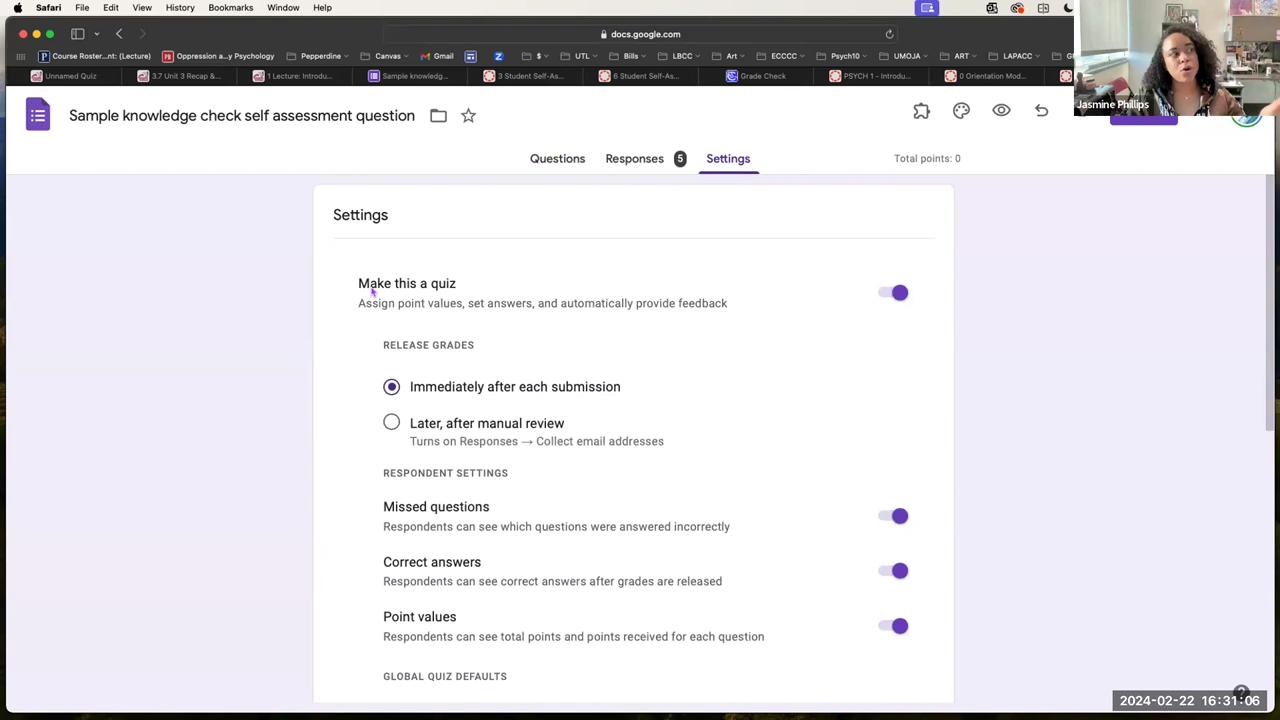 Safari File Edit View History Bookmarks Window Help
docs.google.com
Course Roster...nt (Lecture) Oppression a...y Psychology Pepperdine Canvas Gmail $ UTL Bills LBCC Art ECCCC Psych10 UMOJA ART LAPACC
Unnamed Quiz 3.7 Unit 3 Recap &... 1 Lecture: Introdu... Sample knowledg... 3 Student Self-As... 6 Student Self-As... Grade Check PSYCH 1 - Introdu... 0 Orientation Mod...
Jasmine Phillips
Sample knowledge check self assessment question
Questions Responses 5 Settings Total points: 0
Settings
Make this a quiz
Assign point values, set answers, and automatically provide feedback
RELEASE GRADES
Immediately after each submission
Later, after manual review
Turns on Responses → Collect email addresses
RESPONDENT SETTINGS
Missed questions
Respondents can see which questions were answered incorrectly
Correct answers
Respondents can see correct answers after grades are released
Point values
Respondents can see total points and points received for each question
GLOBAL QUIZ DEFAULTS
2024-02-22 16:31:06